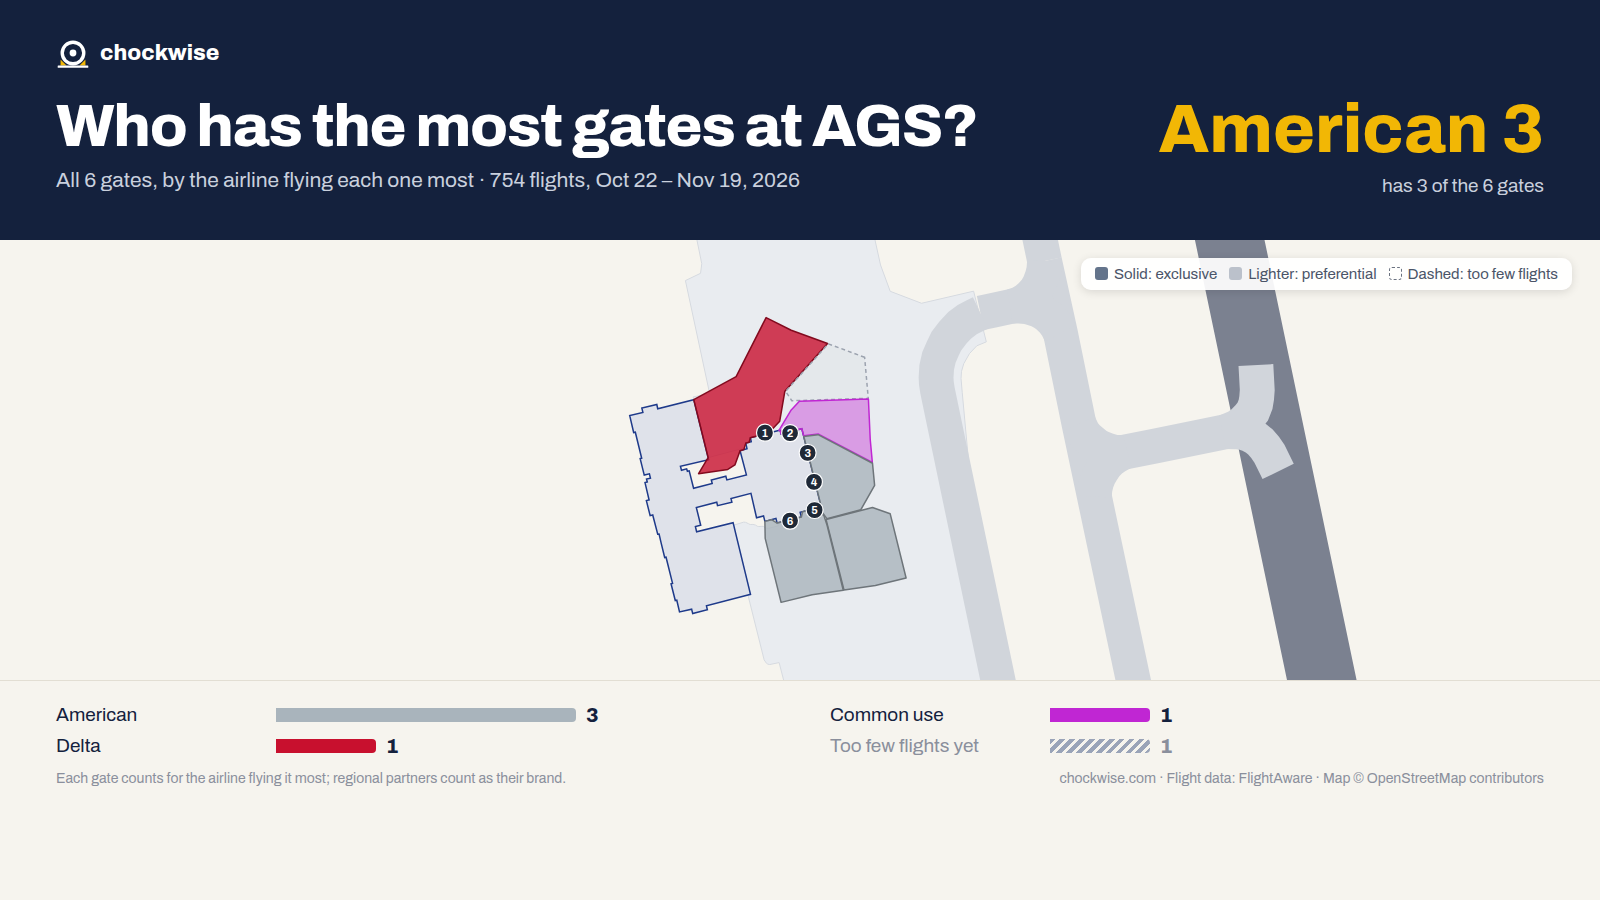 chockwise
Who has the most gates at AGS?
All 6 gates, by the airline flying each one most · 754 flights, Oct 22 – Nov 19, 2026
American 3
has 3 of the 6 gates
Solid: exclusive Lighter: preferential Dashed: too few flights
1
2
3
4
5
6
American 3
Delta 1
Common use 1
Too few flights yet 1
Each gate counts for the airline flying it most; regional partners count as their brand.
chockwise.com · Flight data: FlightAware · Map © OpenStreetMap contributors